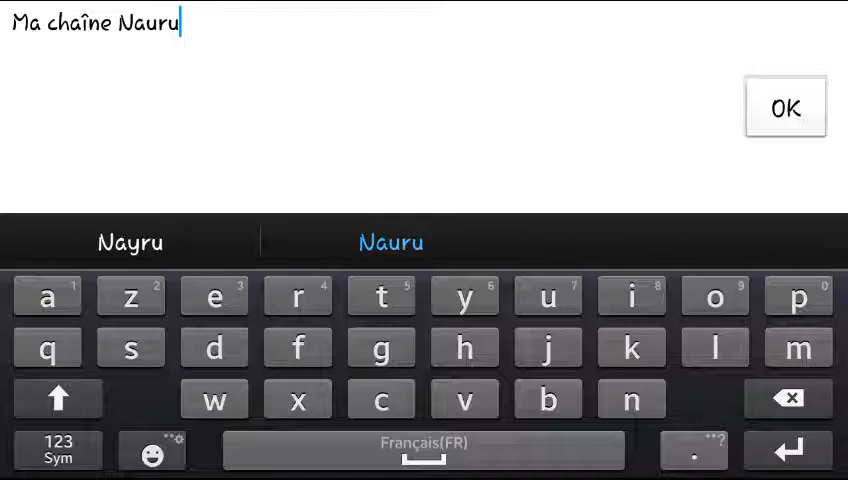 Ma chaîne Nauru
OK
Nayru Nauru
a 1 z 2 e 3 r 4 t 5 y 6 u 7 i 8 o 9 p 0
q s d f g h j k l m
w x c v b n
123 Sym Français(FR) . ?